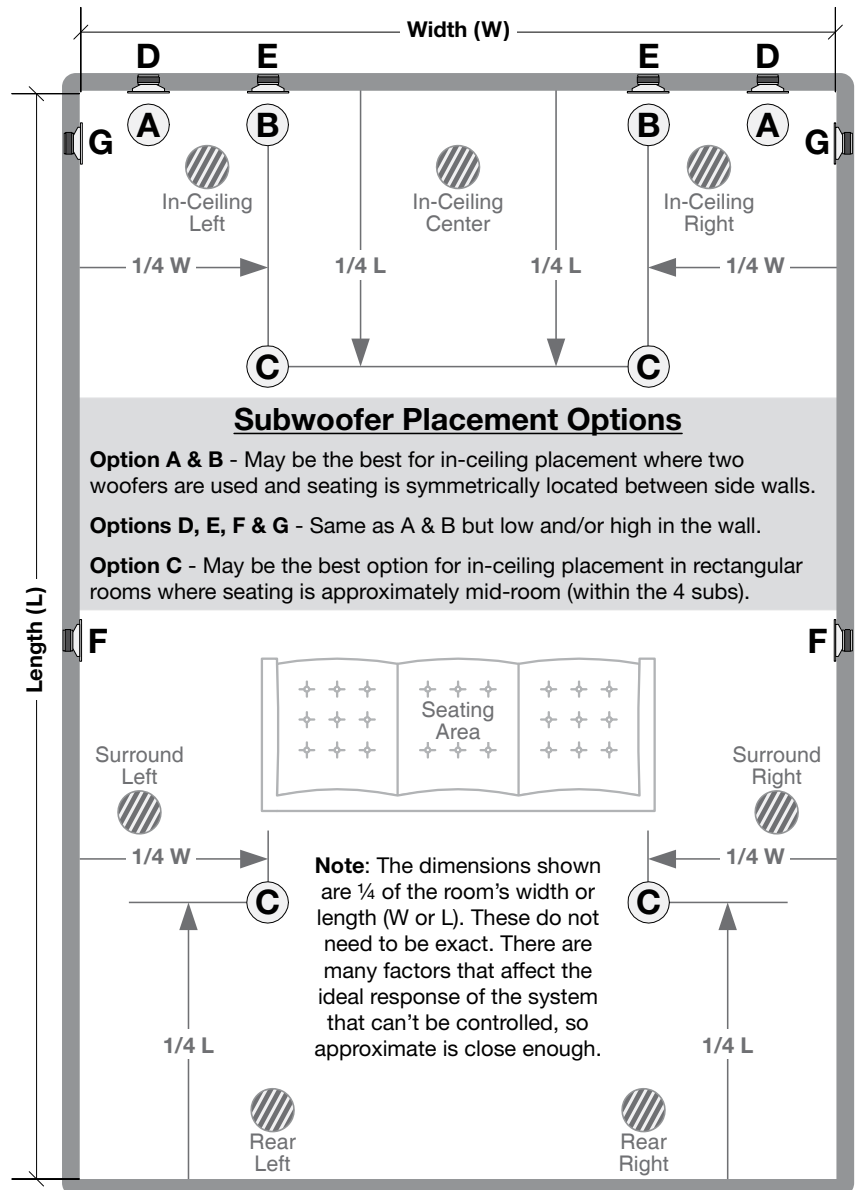 Width (W)
D E E D
A B B A
G G
In-Ceiling
Left
In-Ceiling
Center
In-Ceiling
Right
1/4 W 1/4 L 1/4 L 1/4 W
C C
Subwoofer Placement Options
Option A & B - May be the best for in-ceiling placement where two
woofers are used and seating is symmetrically located between side walls.
Options D, E, F & G - Same as A & B but low and/or high in the wall.
Option C - May be the best option for in-ceiling placement in rectangular
rooms where seating is approximately mid-room (within the 4 subs).
Length (L)
F F
Seating
Area
Surround
Left
Surround
Right
1/4 W 1/4 W
C C
Note: The dimensions shown
are ¼ of the room's width or
length (W or L). These do not
need to be exact. There are
many factors that affect the
ideal response of the system
that can't be controlled, so
approximate is close enough.
1/4 L 1/4 L
Rear
Left
Rear
Right